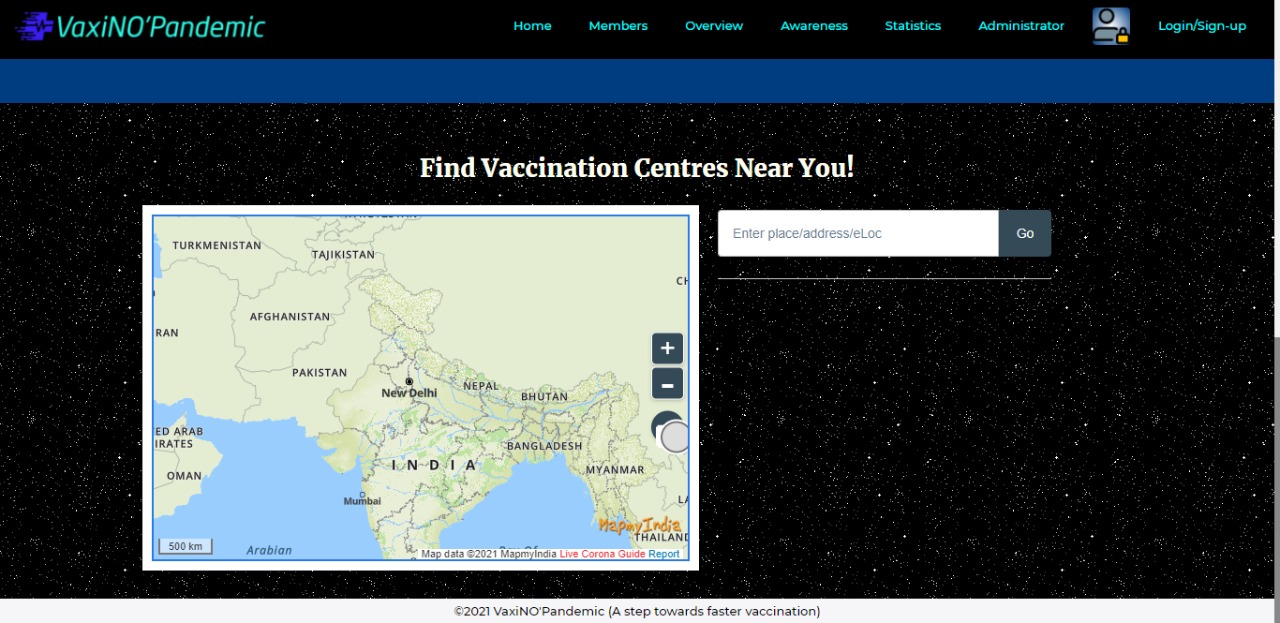 VaxiNO'Pandemic
Home Members Overview Awareness Statistics Administrator Login/Sign-up
Find Vaccination Centres Near You!
Enter place/address/eLoc Go
TURKMENISTAN
TAJIKISTAN
CH
AFGHANISTAN
RAN
+
PAKISTAN
-
New Delhi
NEPAL
BHUTAN
ED ARAB
IRATES
BANGLADESH
INDIA
MYANMAR
OMAN
Mumbai
LA
MapmyIndia
THAILAND
500 km
Arabian
Map data ©2021 MapmyIndia Live Corona Guide Report
©2021 VaxiNO'Pandemic (A step towards faster vaccination)